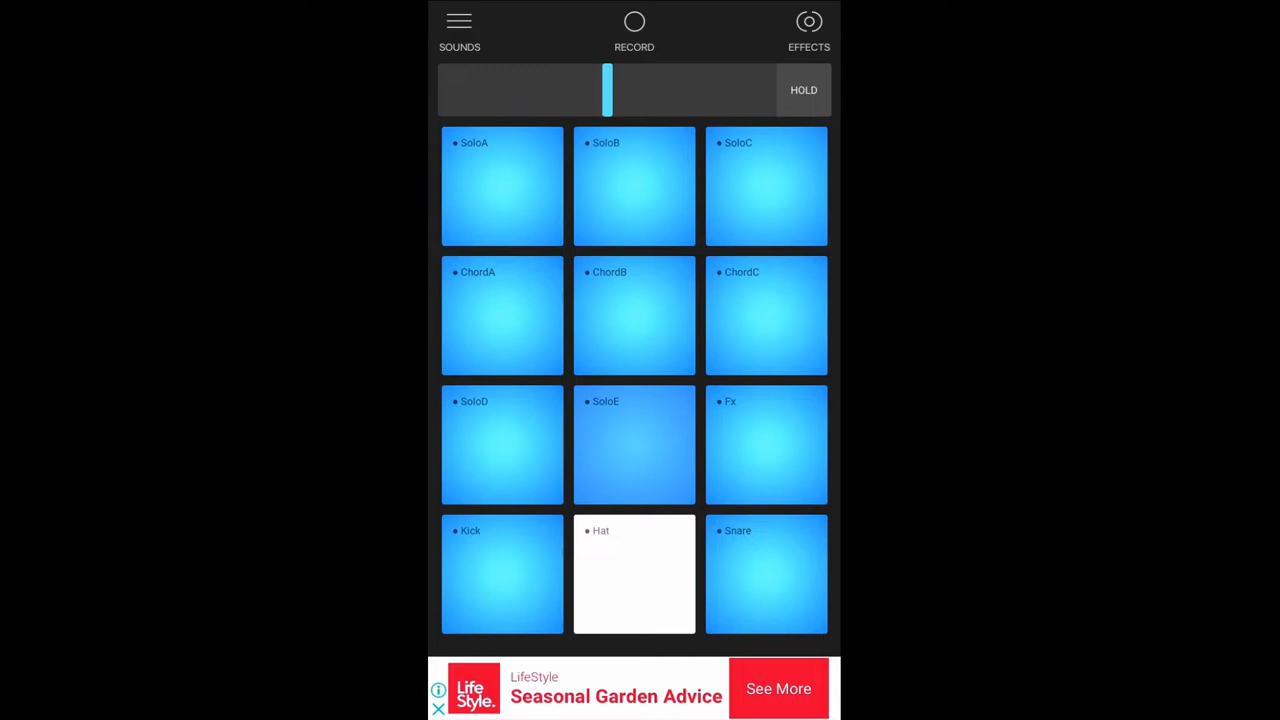 SOUNDS RECORD EFFECTS
HOLD
SoloA SoloB SoloC
ChordA ChordB ChordC
SoloD SoloE Fx
Kick Hat Snare
Life
Style.
LifeStyle
Seasonal Garden Advice
See More